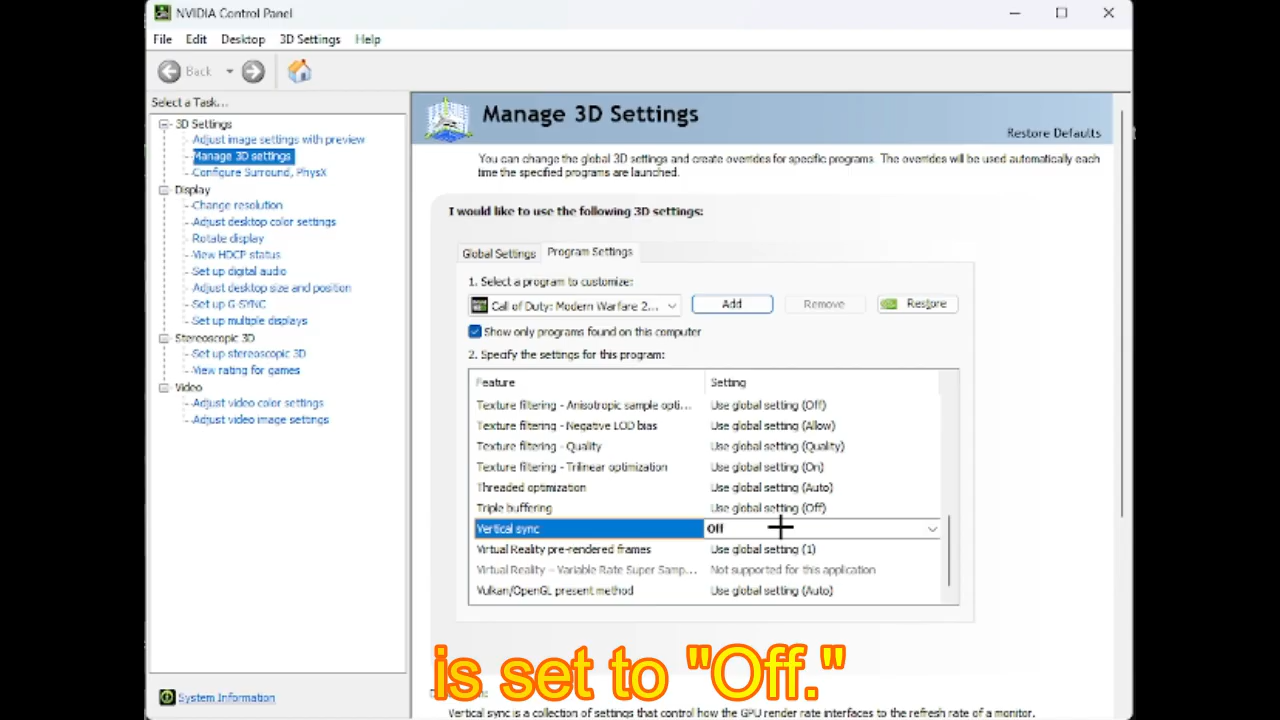 NVIDIA Control Panel
File Edit Desktop 3D Settings Help
Back
Select a Task...
3D Settings
Adjust image settings with preview
Manage 3D settings
Configure Surround, PhysX
Display
Change resolution
Adjust desktop color settings
Rotate display
View HDCP status
Set up digital audio
Adjust desktop size and position
Set up G-SYNC
Set up multiple displays
Stereoscopic 3D
Set up stereoscopic 3D
View rating for games
Video
Adjust video color settings
Adjust video image settings
System Information
Manage 3D Settings
Restore Defaults
You can change the global 3D settings and create overrides for specific programs. The overrides will be used automatically each
time the specified programs are launched.
I would like to use the following 3D settings:
Global Settings Program Settings
1. Select a program to customize:
Call of Duty: Modern Warfare 2... Add Remove Restore
Show only programs found on this computer
2. Specify the settings for this program:
Feature Setting
Texture filtering - Anisotropic sample opti... Use global setting (Off)
Texture filtering - Negative LOD bias Use global setting (Allow)
Texture filtering - Quality Use global setting (Quality)
Texture filtering - Trilinear optimization Use global setting (On)
Threaded optimization Use global setting (Auto)
Triple buffering Use global setting (Off)
Vertical sync Off
Virtual Reality pre-rendered frames Use global setting (1)
Virtual Reality – Variable Rate Super Samp... Not supported for this application
Vulkan/OpenGL present method Use global setting (Auto)
is set to "Off."
Vertical sync is a collection of settings that control how the GPU render rate interfaces to the refresh rate of a monitor.